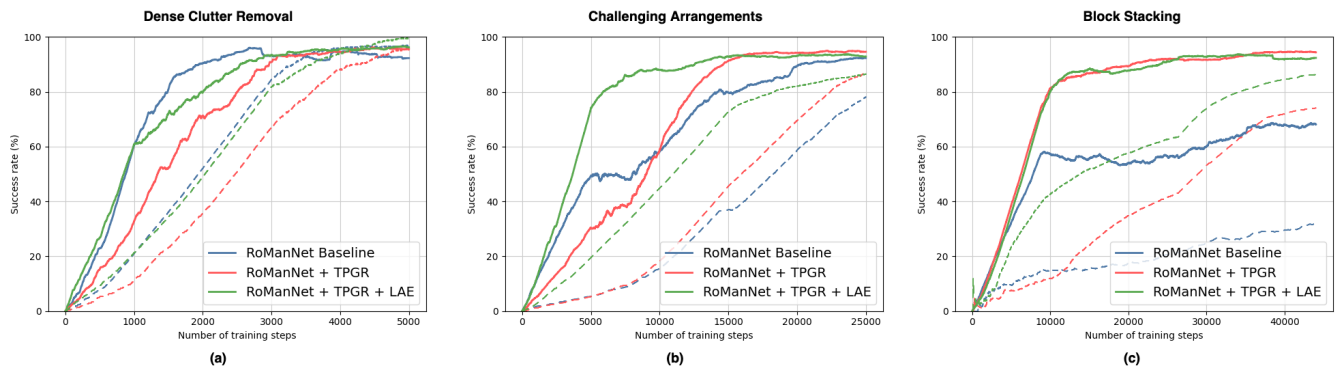 Dense Clutter Removal
100
80
60
40
20
0
Success rate (%)
RoManNet Baseline
RoManNet + TPGR
RoManNet + TPGR + LAE
0 1000 2000 3000 4000 5000
Number of training steps
(a)
Challenging Arrangements
100
80
60
40
20
0
Success rate (%)
RoManNet Baseline
RoManNet + TPGR
RoManNet + TPGR + LAE
0 5000 10000 15000 20000 25000
Number of training steps
(b)
Block Stacking
100
80
60
40
20
0
Success rate (%)
RoManNet Baseline
RoManNet + TPGR
RoManNet + TPGR + LAE
0 10000 20000 30000 40000
Number of training steps
(c)